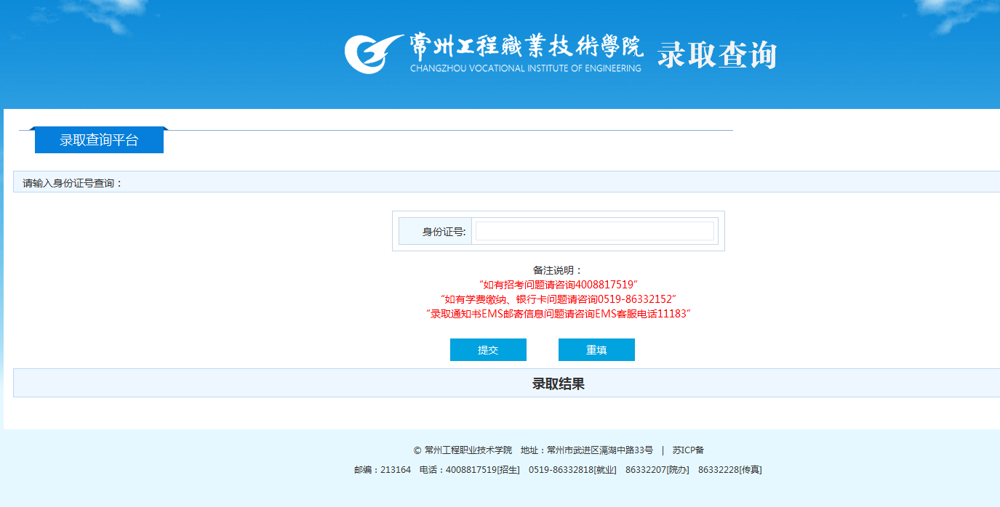 常州工程職業技術學院 录取查询
CHANGZHOU VOCATIONAL INSTITUTE OF ENGINEERING
录取查询平台
请输入身份证号查询：
身份证号:
备注说明：
“如有招考问题请咨询4008817519”
“如有学费缴纳、银行卡问题请咨询0519-86332152”
“录取通知书EMS邮寄信息问题请咨询EMS客服电话11183”
提交 重填
录取结果
© 常州工程职业技术学院 地址：常州市武进区滆湖中路33号 | 苏ICP备
邮编：213164 电话：4008817519[招生] 0519-86332818[就业] 86332207[院办] 86332228[传真]